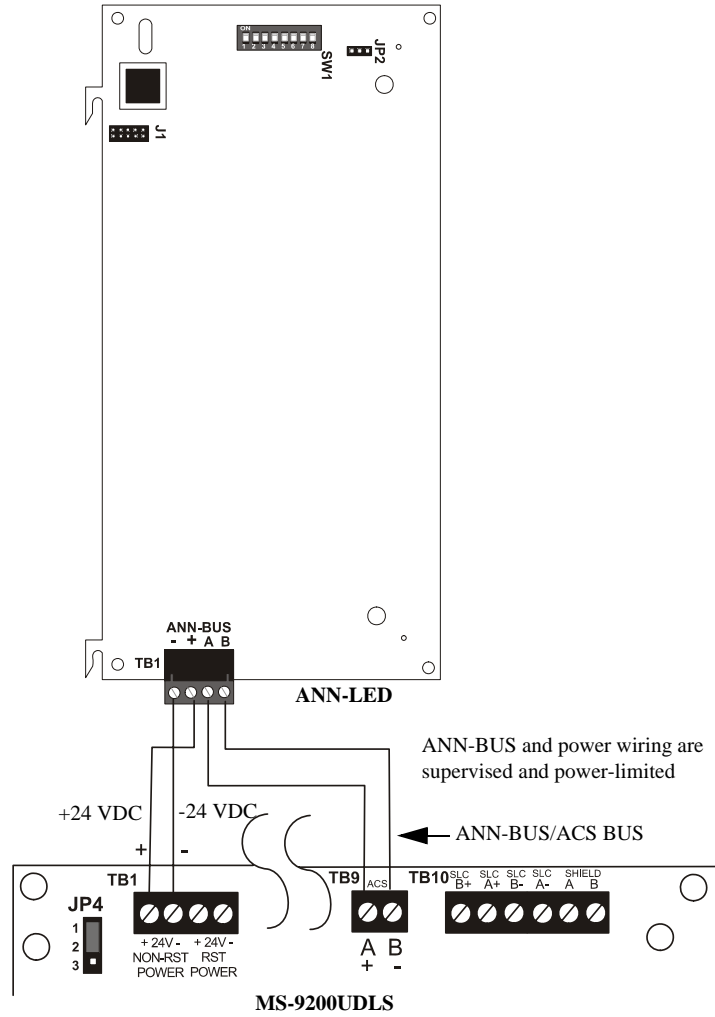 ON
1 2 3 4 5 6 7 8
SW1
JP2
J1
ANN-BUS
- + A B
TB1
ANN-LED
ANN-BUS and power wiring are
supervised and power-limited
+24 VDC
-24 VDC
ANN-BUS/ACS BUS
+ -
TB1
TB9
ACS
TB10
SLC SLC SLC SLC SHIELD
B+ A+ B- A- A B
JP4
1
2
3
+ 24V - + 24V -
NON-RST RST
POWER POWER
A B
+ -
MS-9200UDLS